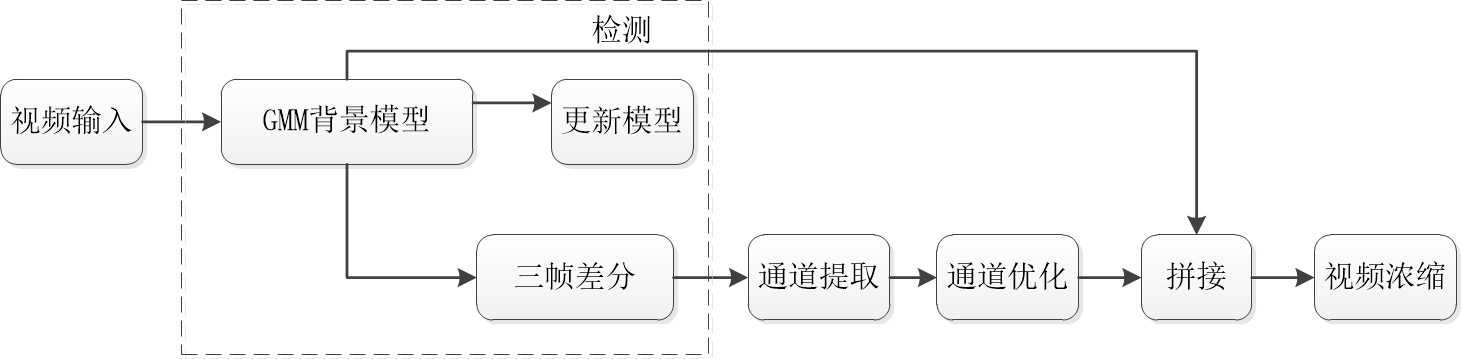 检测
视频输入
GMM背景模型
更新模型
三帧差分
通道提取
通道优化
拼接
视频浓缩